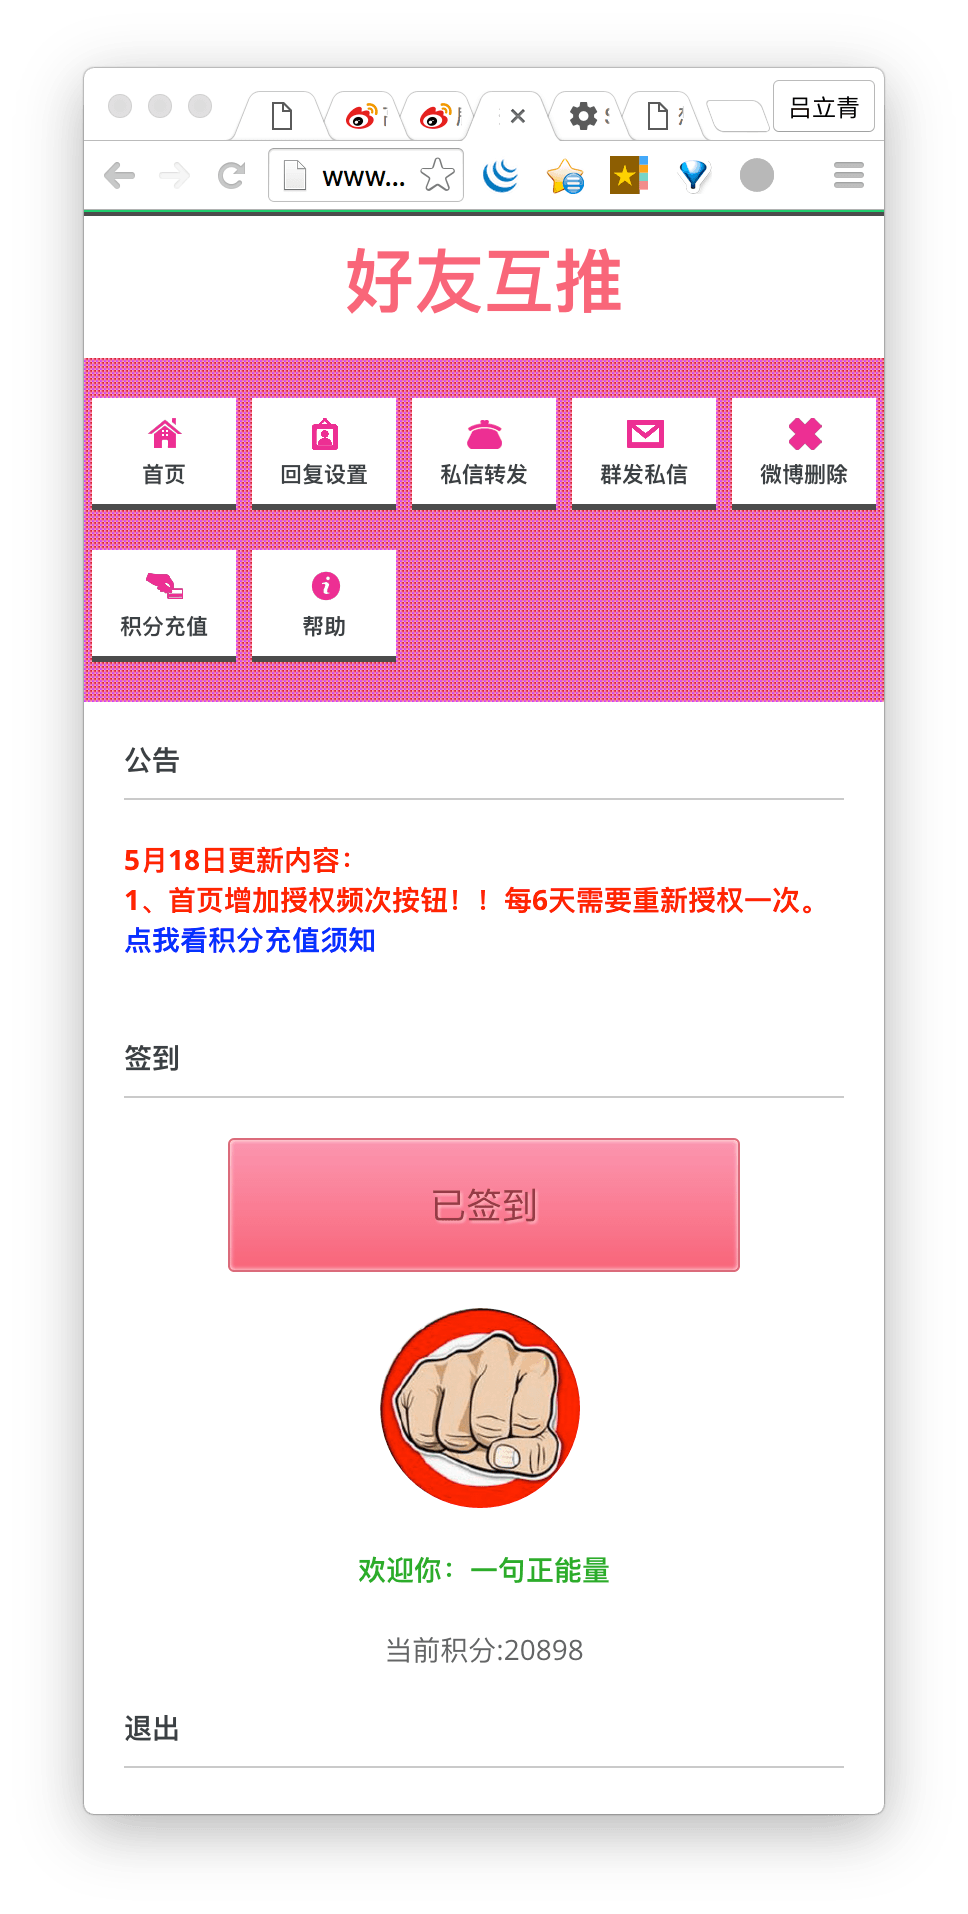 吕立青
www...
好友互推
首页
回复设置
私信转发
群发私信
微博删除
积分充值
帮助
公告
5月18日更新内容：
1、首页增加授权频次按钮！！每6天需要重新授权一次。
点我看积分充值须知
签到
已签到
欢迎你：一句正能量
当前积分:20898
退出